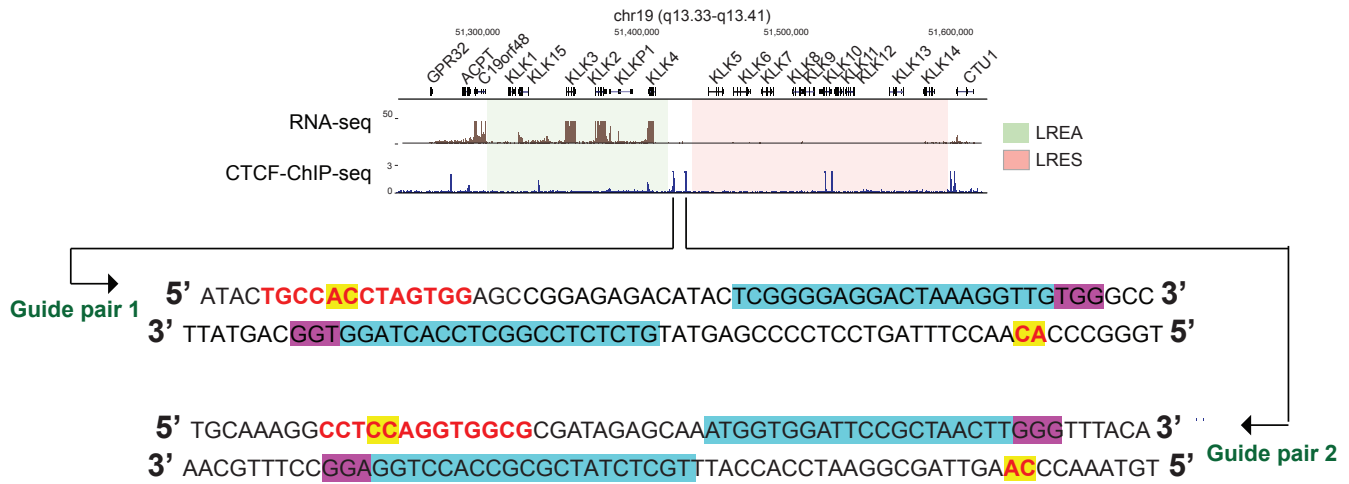 chr19 (q13.33-q13.41)
51,300,000 51,400,000 51,500,000 51,600,000
GPR32 ACPT C19orf48 KLK1 KLK15 KLK3 KLK2 KLKP1 KLK4 KLK5 KLK6 KLK7 KLK8 KLK9 KLK10 KLK11 KLK12 KLK13 KLK14 CTU1
RNA-seq 50
LREA
LRES
CTCF-ChIP-seq 3 0
Guide pair 1
5’ ATACTGCCACCTAGTGGAGCCGGAGAGACATACTCGGGGAGGACTAAAGGTTGTGGGCC 3’
3’ TTATGACGGTGGATCACCTCGGCCTCTCTGTATGAGCCCCTCCTGATTTCCAACACCCGGGT 5’
5’ TGCAAAGGCCTCCAGGTGGCGCGATAGAGCAAATGGTGGATTCCGCTAACTTGGGTTTACA 3’
Guide pair 2
3’ AACGTTTCCGGAGGTCCACCGCGCTATCTCGTTTACCACCTAAGGCGATTGAACCCAAATGT 5’